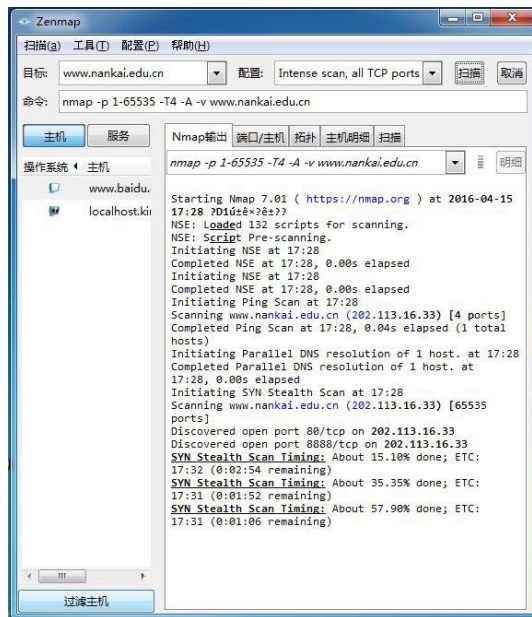 Zenmap
扫描(a) 工具(T) 配置(P) 帮助(H)
目标: www.nankai.edu.cn 配置: Intense scan, all TCP ports 扫描 取消
命令: nmap -p 1-65535 -T4 -A -v www.nankai.edu.cn
主机 服务
操作系统 主机
www.baidu.
localhost.ki
过滤主机
Nmap输出 端口/主机 拓扑 主机明细 扫描
nmap -p 1-65535 -T4 -A -v www.nankai.edu.cn 明细
Starting Nmap 7.01 ( https://nmap.org ) at 2016-04-15
17:28 ?D1ú±ê×?ê±??
NSE: Loaded 132 scripts for scanning.
NSE: Script Pre-scanning.
Initiating NSE at 17:28
Completed NSE at 17:28, 0.00s elapsed
Initiating NSE at 17:28
Completed NSE at 17:28, 0.00s elapsed
Initiating Ping Scan at 17:28
Scanning www.nankai.edu.cn (202.113.16.33) [4 ports]
Completed Ping Scan at 17:28, 0.04s elapsed (1 total
hosts)
Initiating Parallel DNS resolution of 1 host. at 17:28
Completed Parallel DNS resolution of 1 host. at
17:28, 0.00s elapsed
Initiating SYN Stealth Scan at 17:28
Scanning www.nankai.edu.cn (202.113.16.33) [65535
ports]
Discovered open port 80/tcp on 202.113.16.33
Discovered open port 8888/tcp on 202.113.16.33
SYN Stealth Scan Timing: About 15.10% done; ETC:
17:32 (0:02:54 remaining)
SYN Stealth Scan Timing: About 35.35% done; ETC:
17:31 (0:01:52 remaining)
SYN Stealth Scan Timing: About 57.90% done; ETC:
17:31 (0:01:06 remaining)